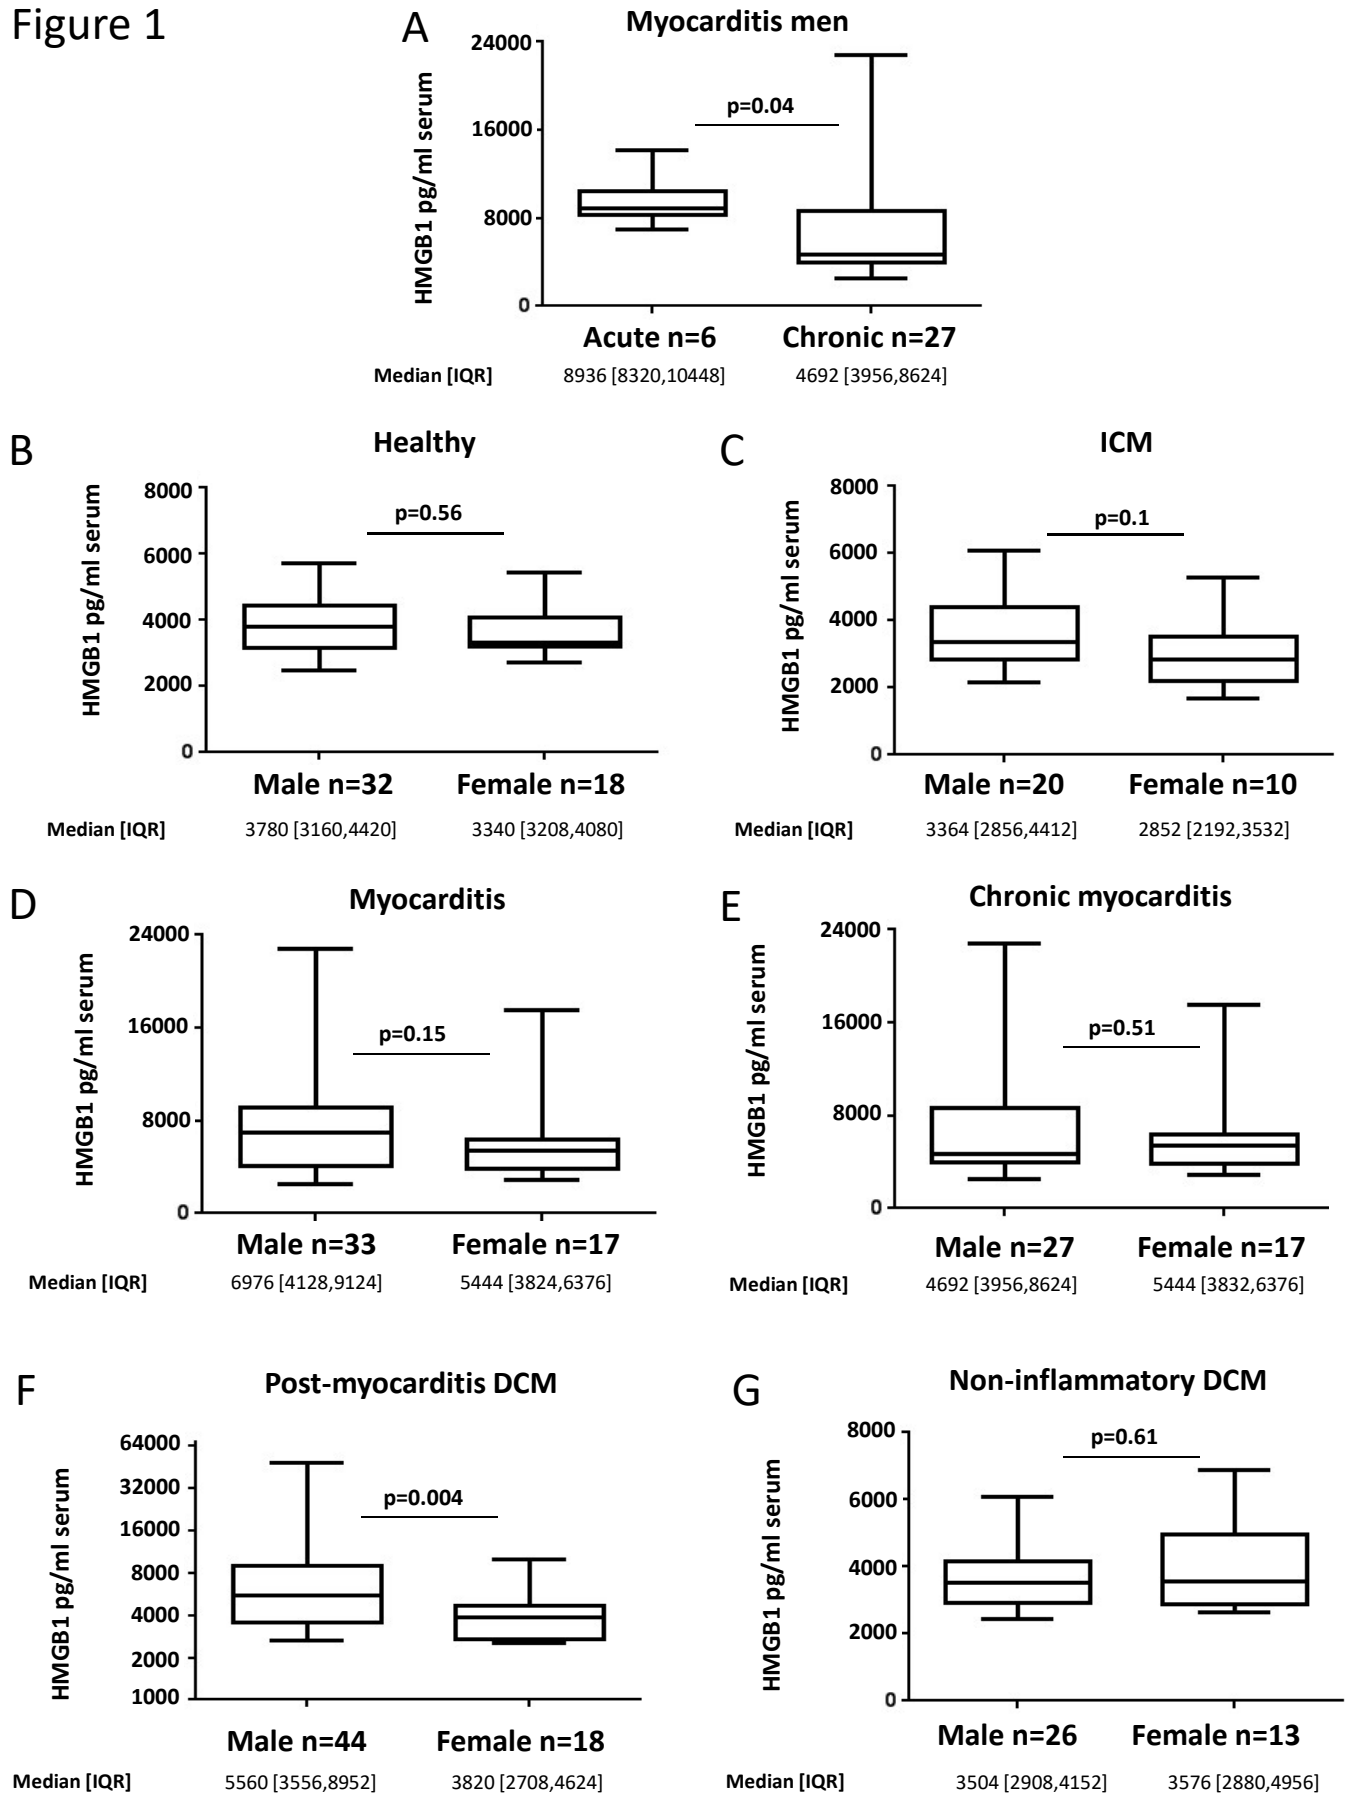 Figure 1
A
Myocarditis men
HMGB1 pg/ml serum
24000
16000
8000
0
p=0.04
Acute n=6
Chronic n=27
Median [IQR]
8936 [8320,10448]
4692 [3956,8624]
B
Healthy
HMGB1 pg/ml serum
8000
6000
4000
2000
0
p=0.56
Male n=32
Female n=18
Median [IQR]
3780 [3160,4420]
3340 [3208,4080]
C
ICM
HMGB1 pg/ml serum
8000
6000
4000
2000
0
p=0.1
Male n=20
Female n=10
Median [IQR]
3364 [2856,4412]
2852 [2192,3532]
D
Myocarditis
HMGB1 pg/ml serum
24000
16000
8000
0
p=0.15
Male n=33
Female n=17
Median [IQR]
6976 [4128,9124]
5444 [3824,6376]
E
Chronic myocarditis
HMGB1 pg/ml serum
24000
16000
8000
0
p=0.51
Male n=27
Female n=17
Median [IQR]
4692 [3956,8624]
5444 [3832,6376]
F
Post-myocarditis DCM
HMGB1 pg/ml serum
64000
32000
16000
8000
4000
2000
1000
p=0.004
Male n=44
Female n=18
Median [IQR]
5560 [3556,8952]
3820 [2708,4624]
G
Non-inflammatory DCM
HMGB1 pg/ml serum
8000
6000
4000
2000
0
p=0.61
Male n=26
Female n=13
Median [IQR]
3504 [2908,4152]
3576 [2880,4956]